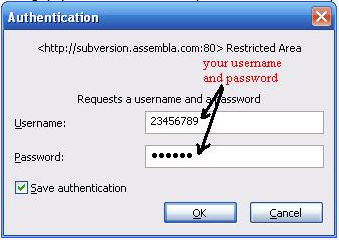 Authentication
<http://subversion.assembla.com:80> Restricted Area
your username
and password
Requests a username and a password
Username:
23456789
Password:
●●●●●●
Save authentication
OK
Cancel